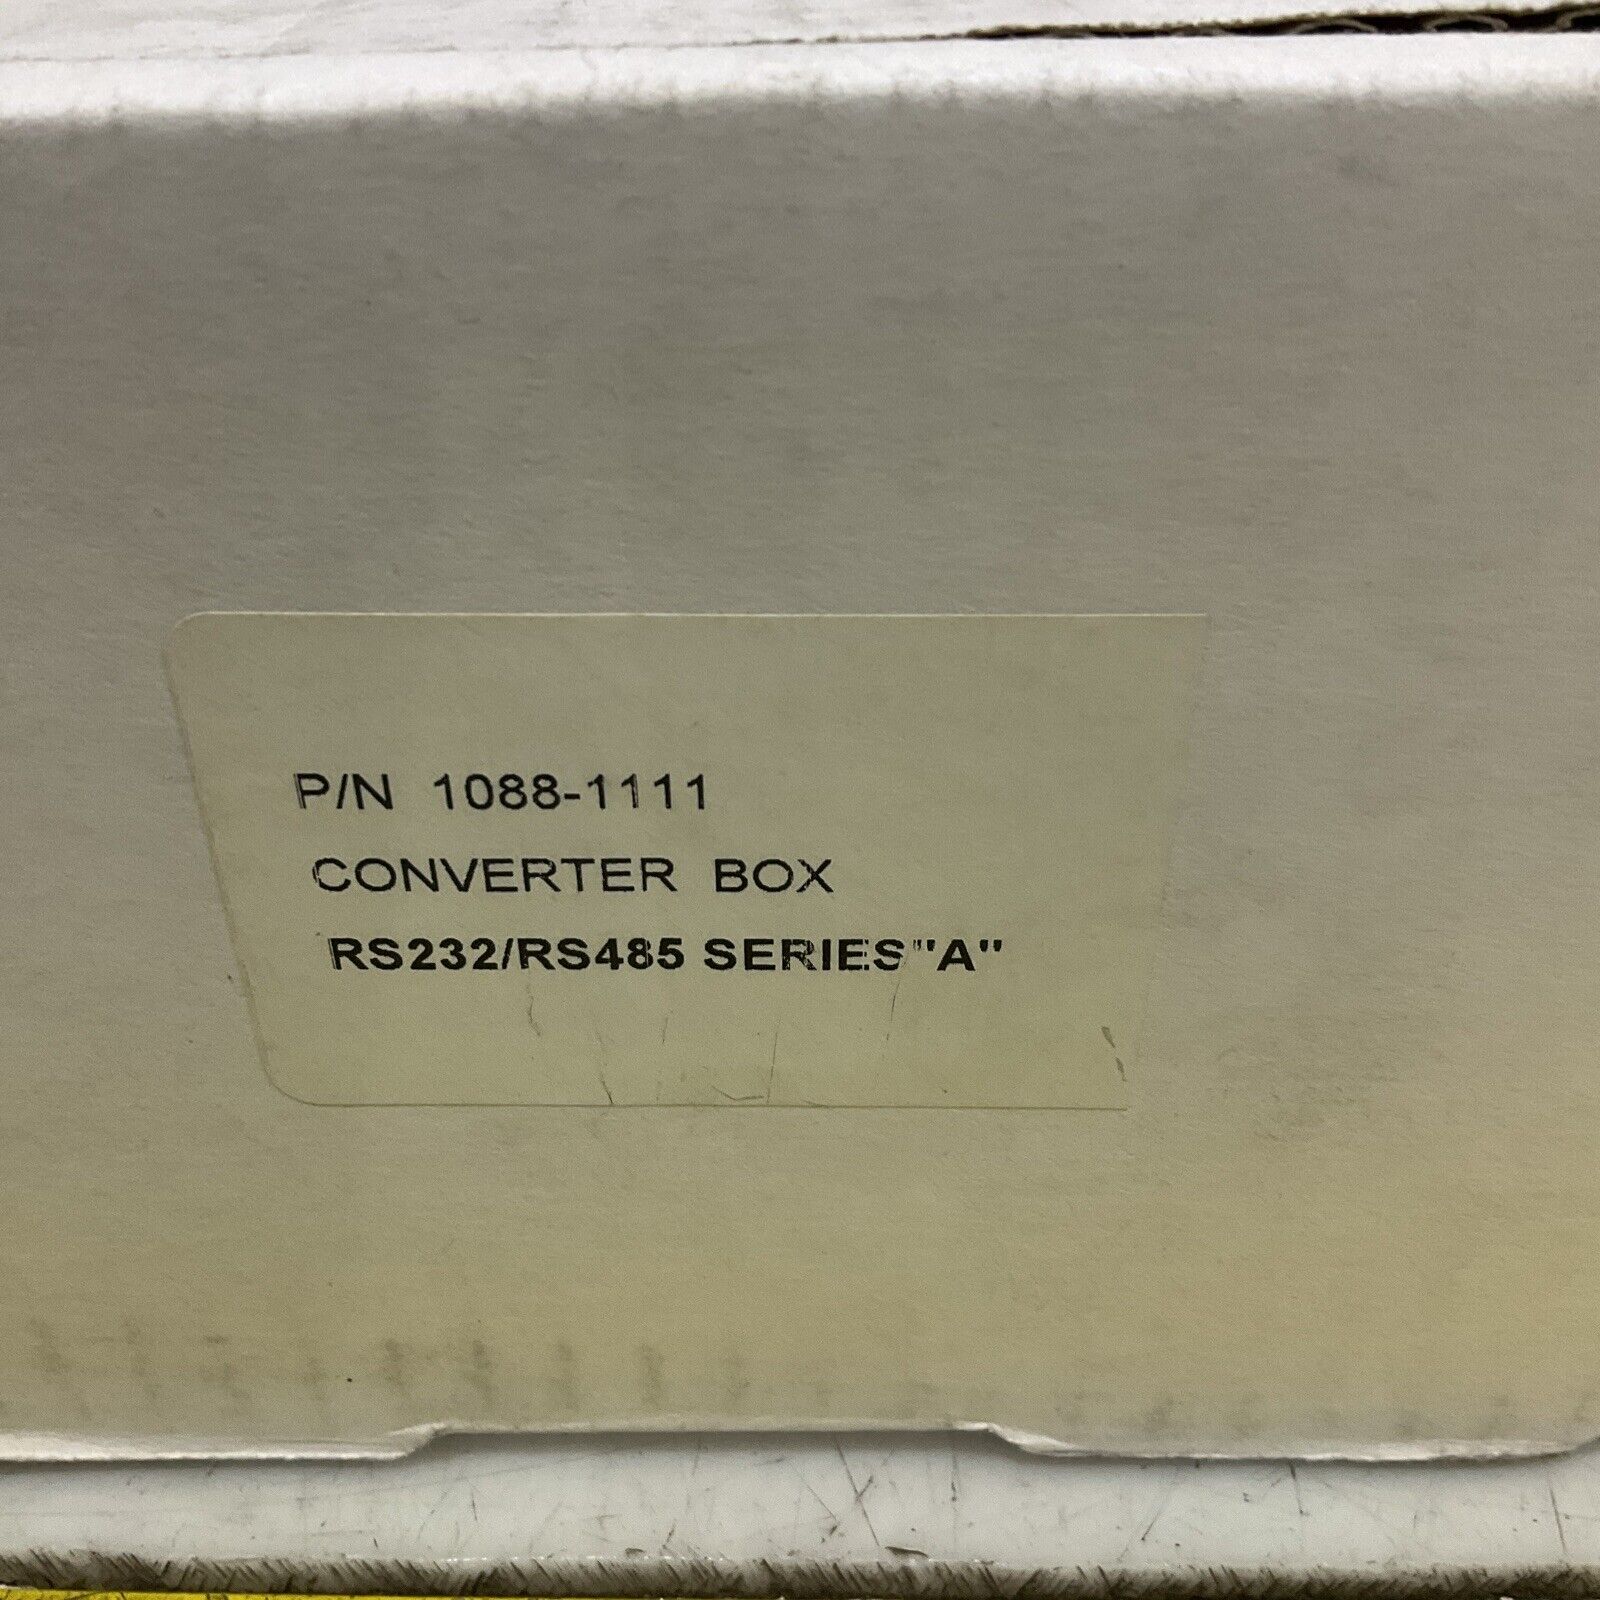 P/N 1088-1111
CONVERTER BOX
RS232/RS485 SERIES "A"